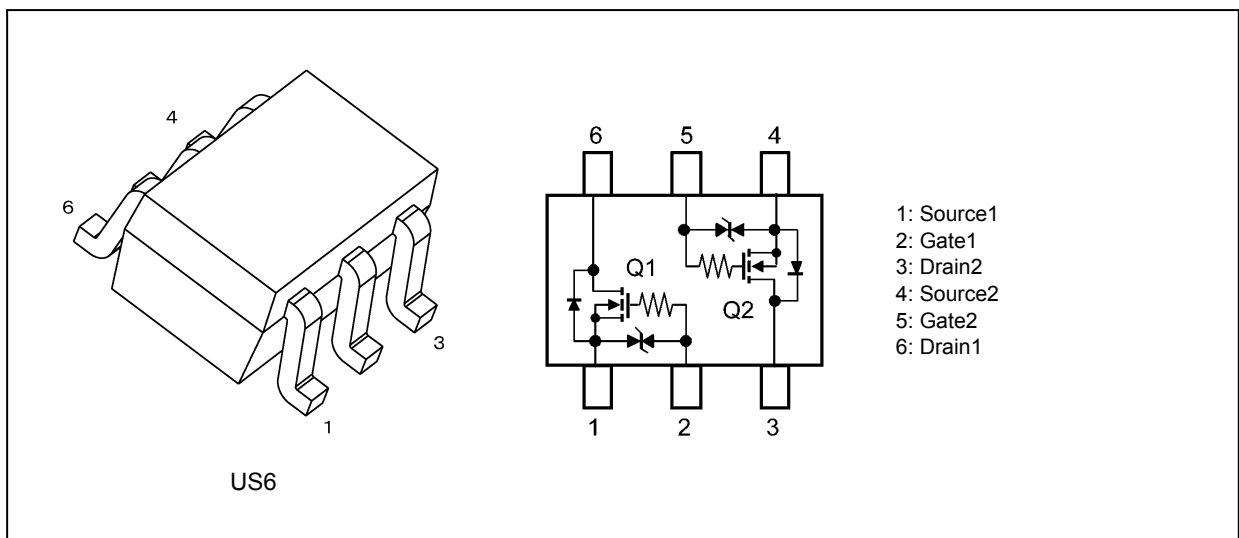 4
6
3
1
US6
6 5 4
Q1
Q2
1 2 3
1: Source1
2: Gate1
3: Drain2
4: Source2
5: Gate2
6: Drain1